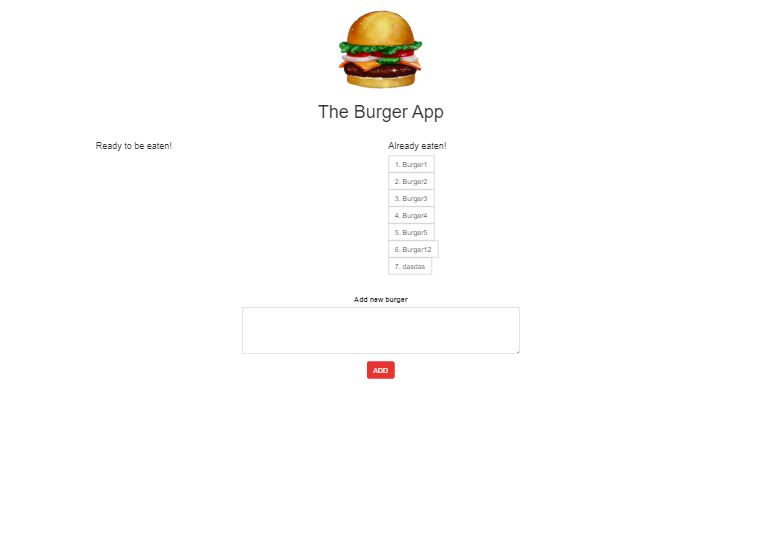 The Burger App
Ready to be eaten!
Already eaten!
1. Burger1
2. Burger2
3. Burger3
4. Burger4
5. Burger5
6. Burger12
7. dasdas
Add new burger
ADD